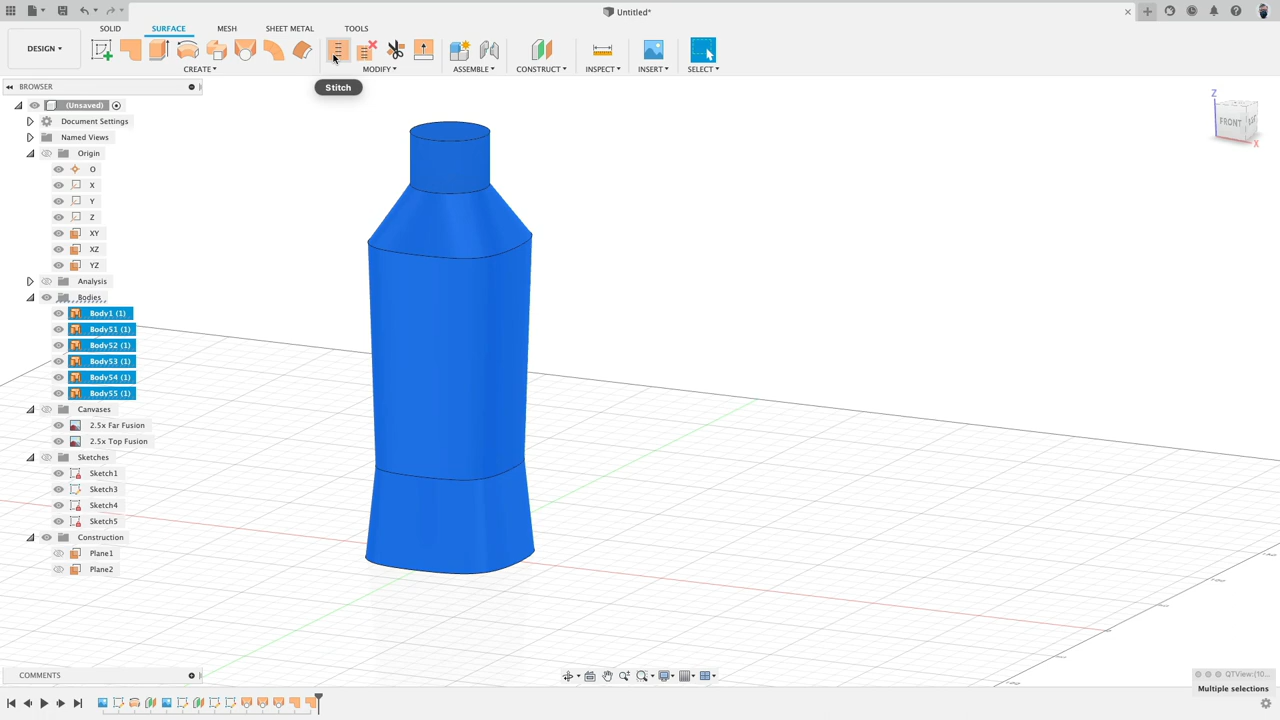 Untitled*
SOLID SURFACE MESH SHEET METAL TOOLS
DESIGN
CREATE MODIFY ASSEMBLE CONSTRUCT INSPECT INSERT SELECT
Stitch
BROWSER
(Unsaved)
Document Settings
Named Views
Origin
O
X
Y
Z
XY
XZ
YZ
Analysis
Bodies
Body1 (1)
Body51 (1)
Body52 (1)
Body53 (1)
Body54 (1)
Body55 (1)
Canvases
2.5x Far Fusion
2.5x Top Fusion
Sketches
Sketch1
Sketch3
Sketch4
Sketch5
Construction
Plane1
Plane2
Z
FRONT
X
COMMENTS
QTView:(10...
Multiple selections